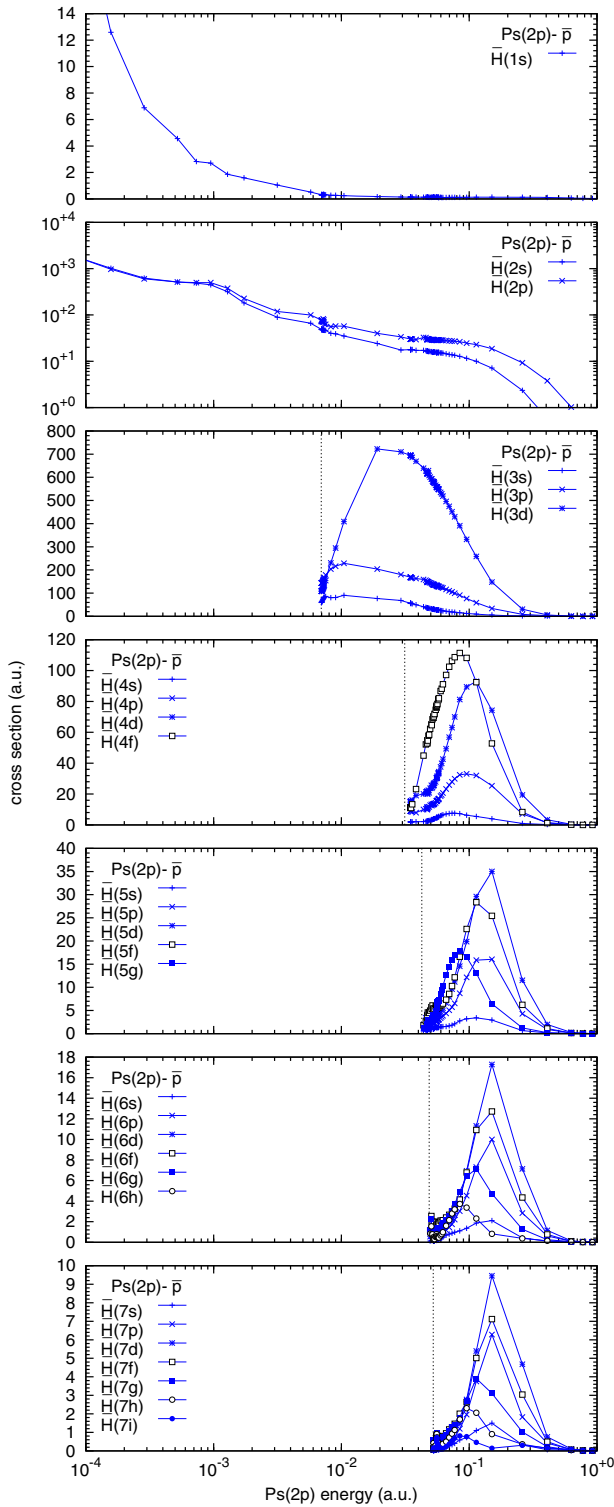 14
12
10
8
6
4
2
0
Ps(2p)- p̅
H̅(1s)
10⁺⁴
10⁺³
10⁺²
10⁺¹
10⁺⁰
Ps(2p)- p̅
H̅(2s)
H̅(2p)
800
700
600
500
400
300
200
100
0
Ps(2p)- p̅
H̅(3s)
H̅(3p)
H̅(3d)
cross section (a.u.)
120
100
80
60
40
20
0
Ps(2p)- p̅
H̅(4s)
H̅(4p)
H̅(4d)
H̅(4f)
40
35
30
25
20
15
10
5
0
Ps(2p)- p̅
H̅(5s)
H̅(5p)
H̅(5d)
H̅(5f)
H̅(5g)
18
16
14
12
10
8
6
4
2
0
Ps(2p)- p̅
H̅(6s)
H̅(6p)
H̅(6d)
H̅(6f)
H̅(6g)
H̅(6h)
10
9
8
7
6
5
4
3
2
1
0
Ps(2p)- p̅
H̅(7s)
H̅(7p)
H̅(7d)
H̅(7f)
H̅(7g)
H̅(7h)
H̅(7i)
10⁻⁴ 10⁻³ 10⁻² 10⁻¹ 10⁻⁰
Ps(2p) energy (a.u.)